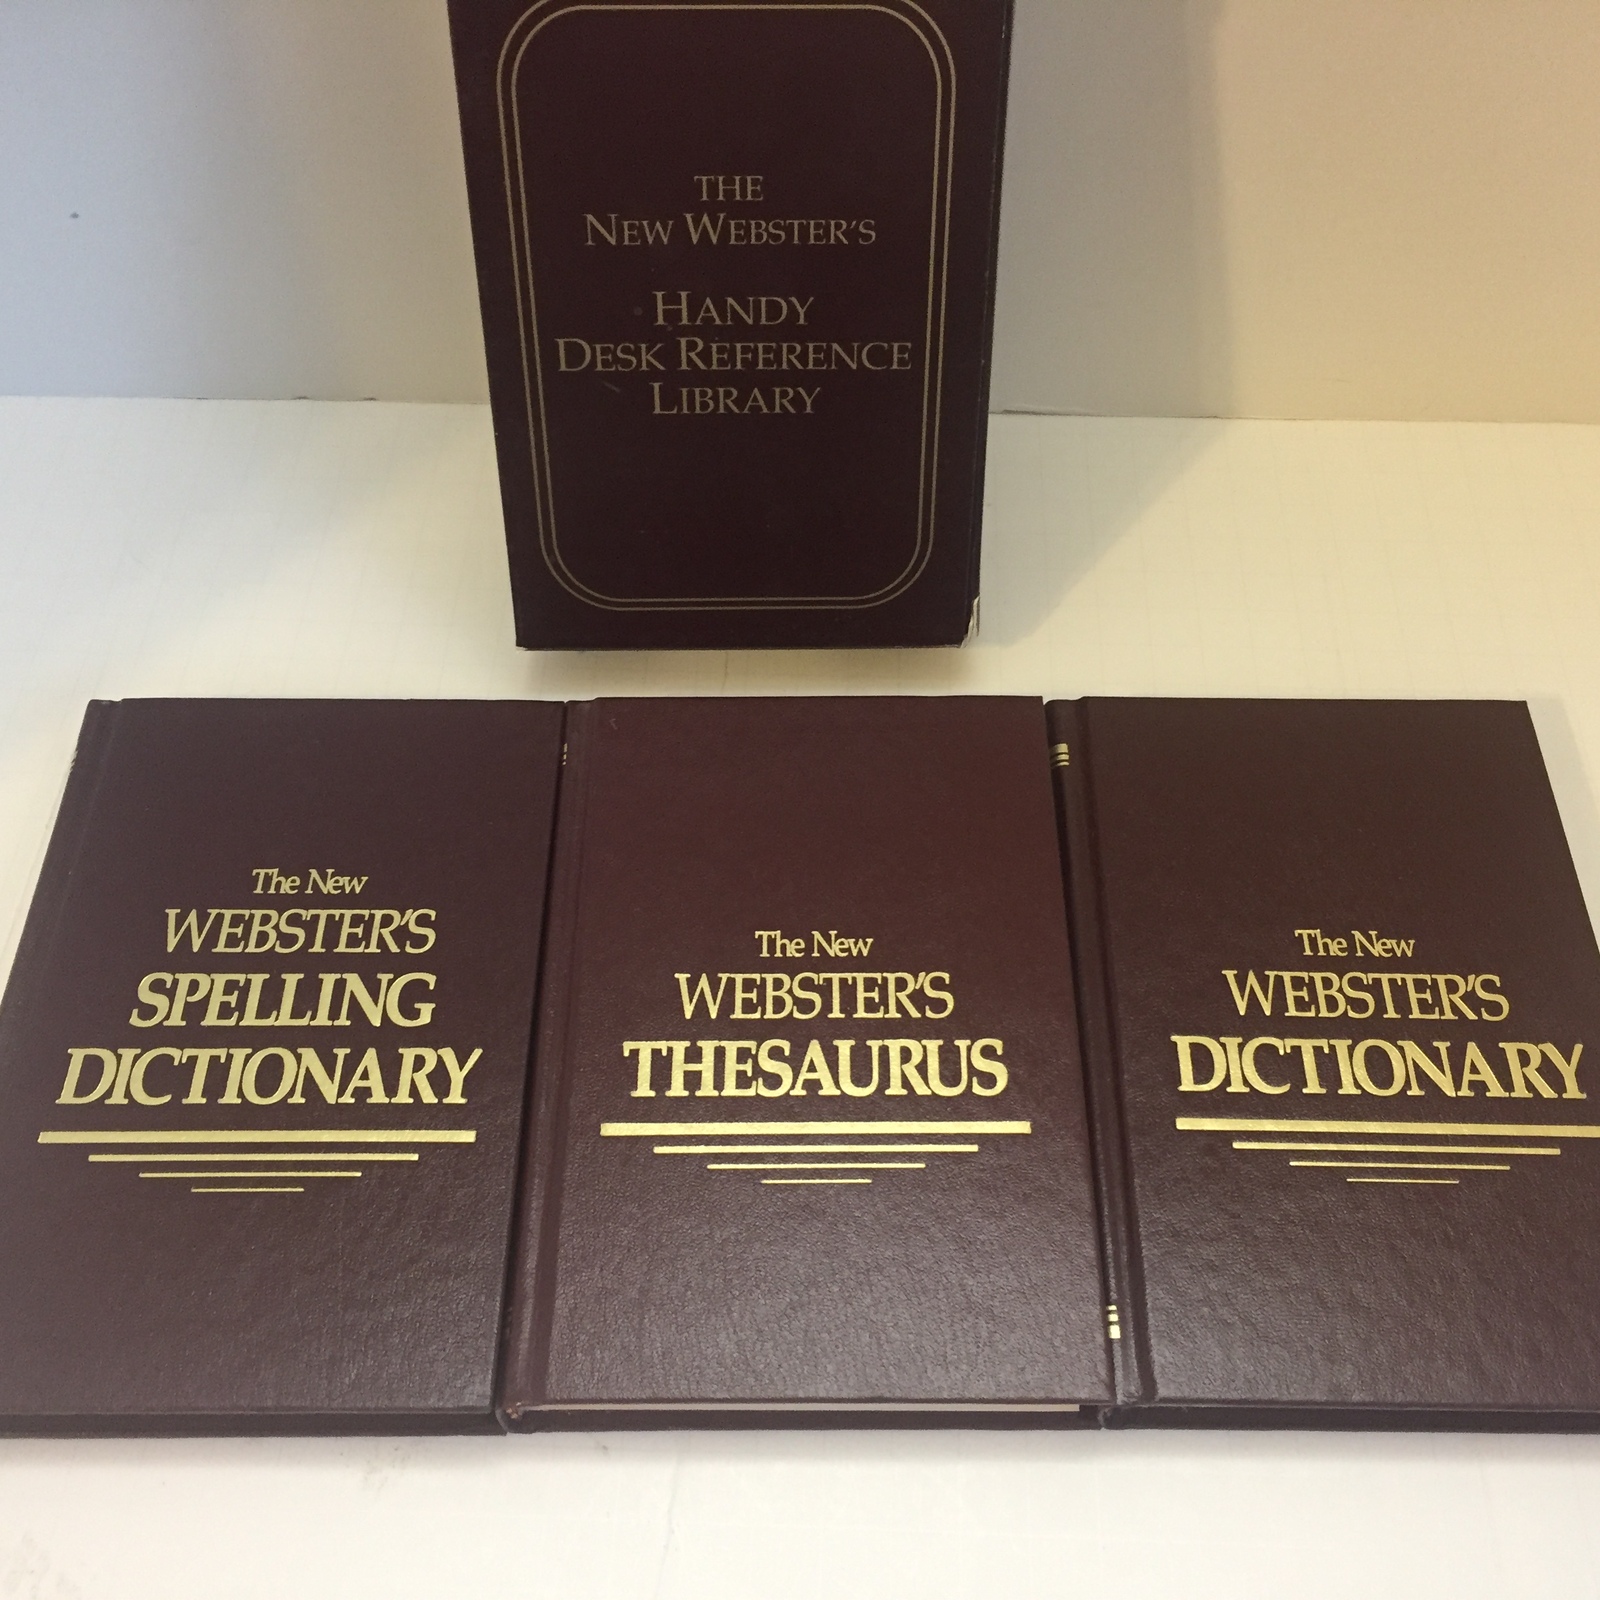 THE
NEW WEBSTER'S
HANDY
DESK REFERENCE
LIBRARY
The New
WEBSTER'S
SPELLING
DICTIONARY
The New
WEBSTER'S
THESAURUS
The New
WEBSTER'S
DICTIONARY